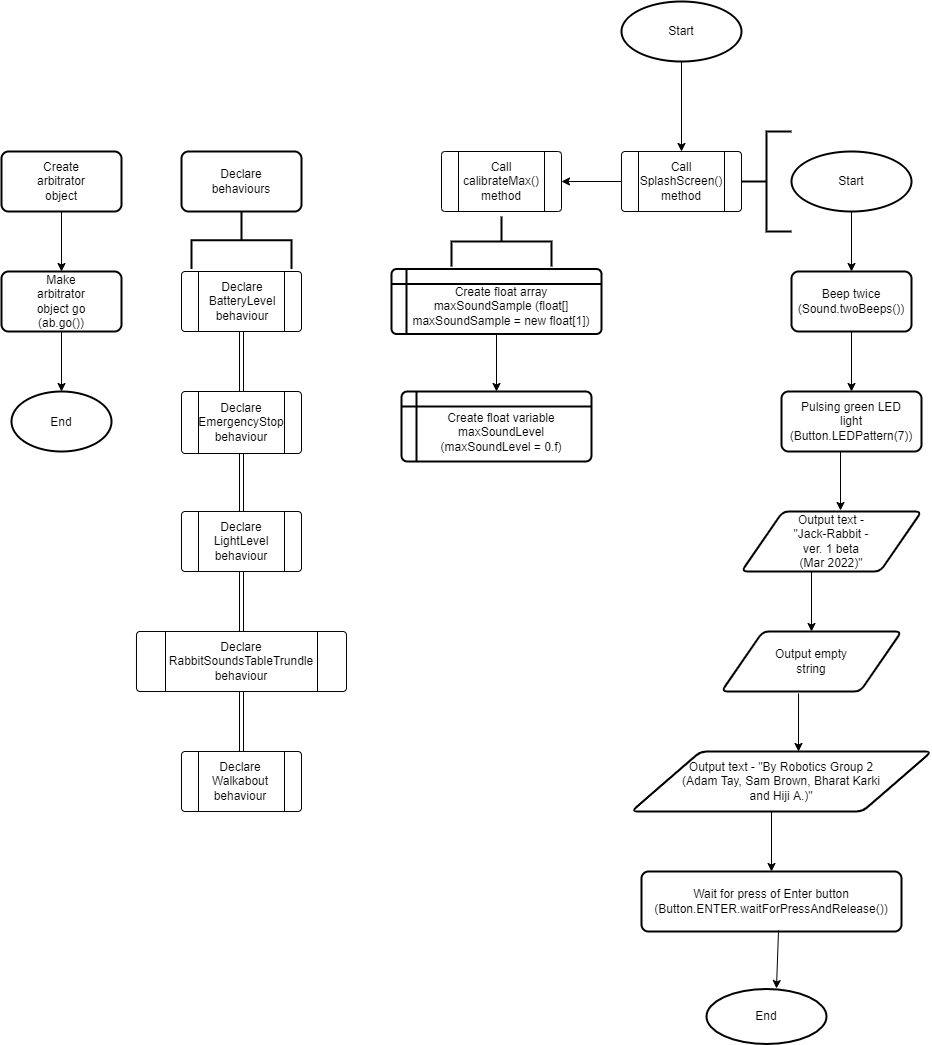 Start
Create
arbitrator
object
Make
arbitrator
object go
(ab.go())
End
Declare
behaviours
Declare
BatteryLevel
behaviour
Declare
EmergencyStop
behaviour
Declare
LightLevel
behaviour
Declare
RabbitSoundsTableTrundle
behaviour
Declare
Walkabout
behaviour
Call
calibrateMax()
method
Create float array
maxSoundSample (float[]
maxSoundSample = new float[1])
Create float variable
maxSoundLevel
(maxSoundLevel = 0.f)
Call
SplashScreen()
method
Start
Beep twice
(Sound.twoBeeps())
Pulsing green LED
light
(Button.LEDPattern(7))
Output text -
"Jack-Rabbit -
ver. 1 beta
(Mar 2022)"
Output empty
string
Output text - "By Robotics Group 2
(Adam Tay, Sam Brown, Bharat Karki
and Hiji A.)"
Wait for press of Enter button
(Button.ENTER.waitForPressAndRelease())
End